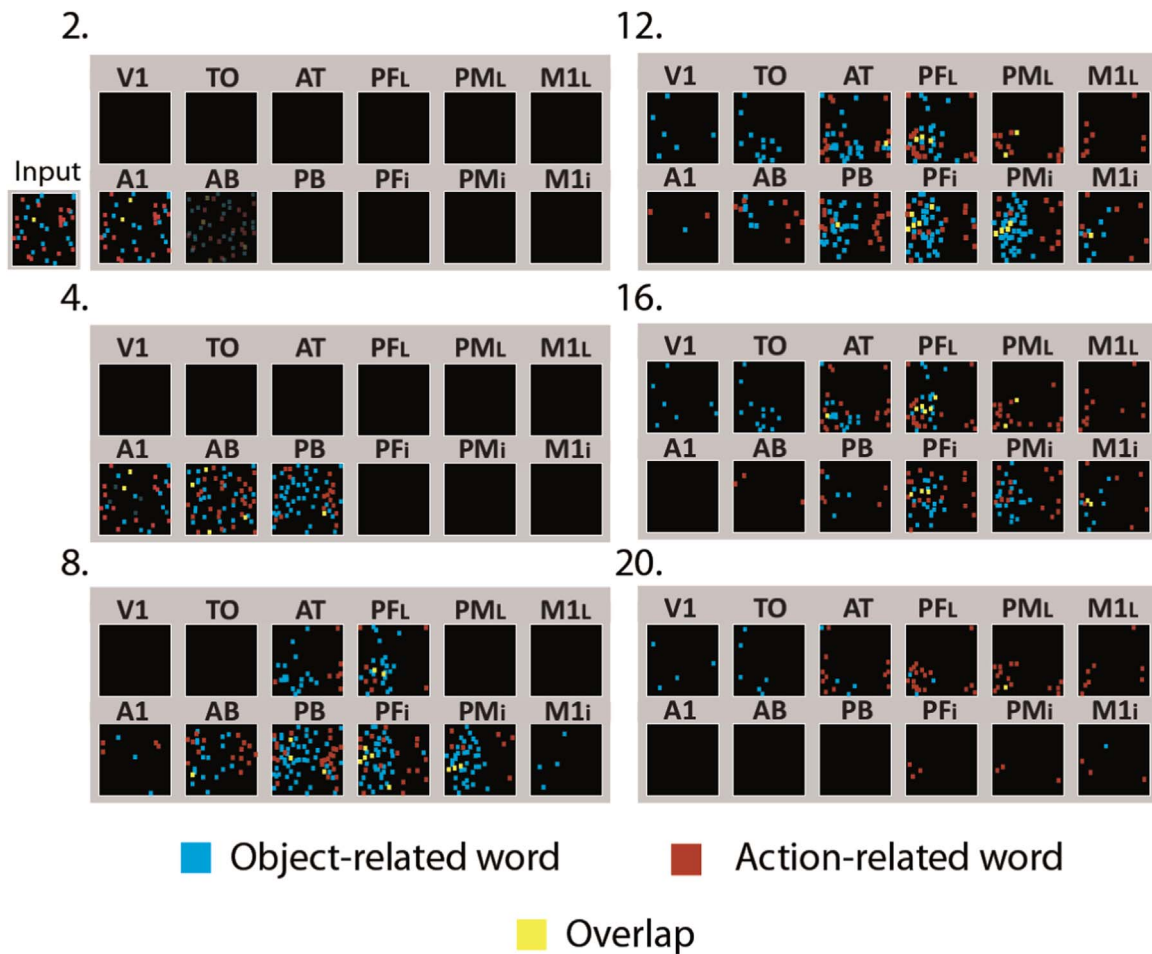 2.
V1 TO AT PFL PML M1L
Input
A1 AB PB PFi PMi M1i
4.
V1 TO AT PFL PML M1L
A1 AB PB PFi PMi M1i
8.
V1 TO AT PFL PML M1L
A1 AB PB PFi PMi M1i
12.
V1 TO AT PFL PML M1L
A1 AB PB PFi PMi M1i
16.
V1 TO AT PFL PML M1L
A1 AB PB PFi PMi M1i
20.
V1 TO AT PFL PML M1L
A1 AB PB PFi PMi M1i
Object-related word
Action-related word
Overlap